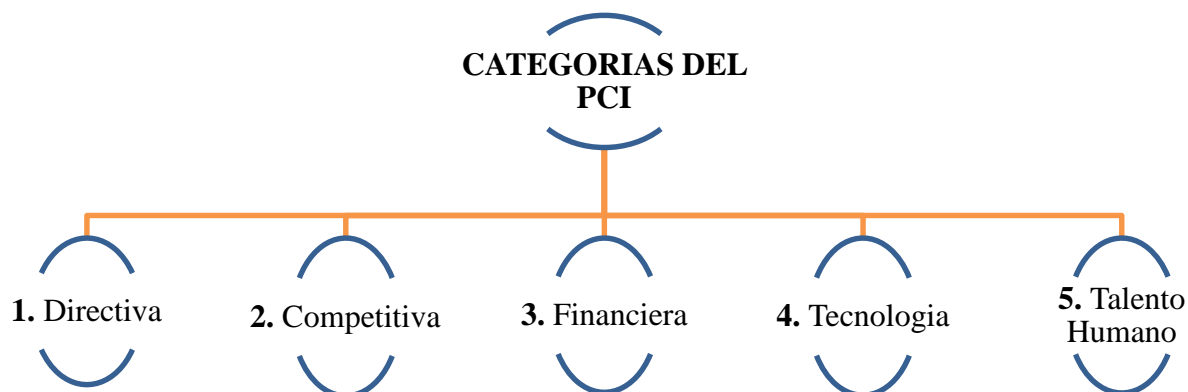 CATEGORIAS DEL
PCI
1. Directiva
2. Competitiva
3. Financiera
4. Tecnologia
5. Talento
Humano